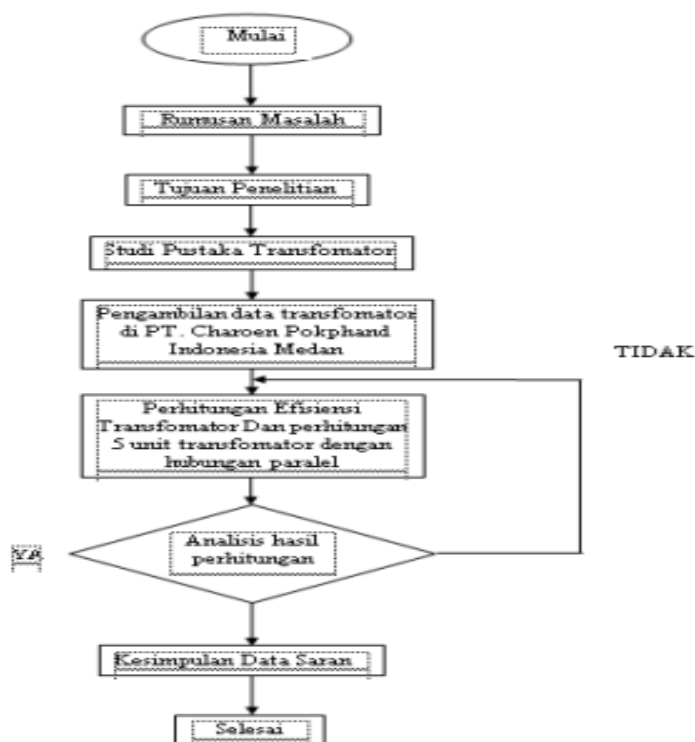 Mulai
Rumusan Masalah
Tujuan Penelitian
Studi Pustaka Transfomator
Pengambilan data transfomator
di PT. Charoen Pokphand
Indonesia Medan
TIDAK
Perhitungan Efisiensi
Transfomator Dan perhitungan
5 unit transfomator dengan
hubungan paralel
Analisis hasil
perhitungan
YA
Kesimpulan Data Saran
Selesai